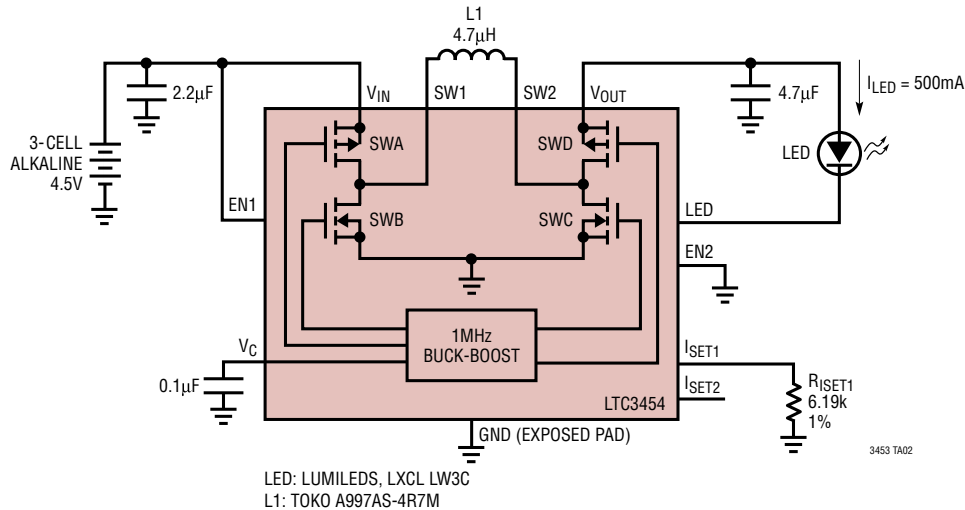 L1
4.7µH
2.2µF
VIN
SW1
SW2
VOUT
4.7µF
ILED = 500mA
3-CELL
ALKALINE
4.5V
SWA
SWD
LED
EN1
SWB
SWC
LED
EN2
1MHz
BUCK-BOOST
VC
ISET1
0.1µF
ISET2
RISET1
6.19k
1%
LTC3454
GND (EXPOSED PAD)
3453 TA02
LED: LUMILEDS, LXCL LW3C
L1: TOKO A997AS-4R7M